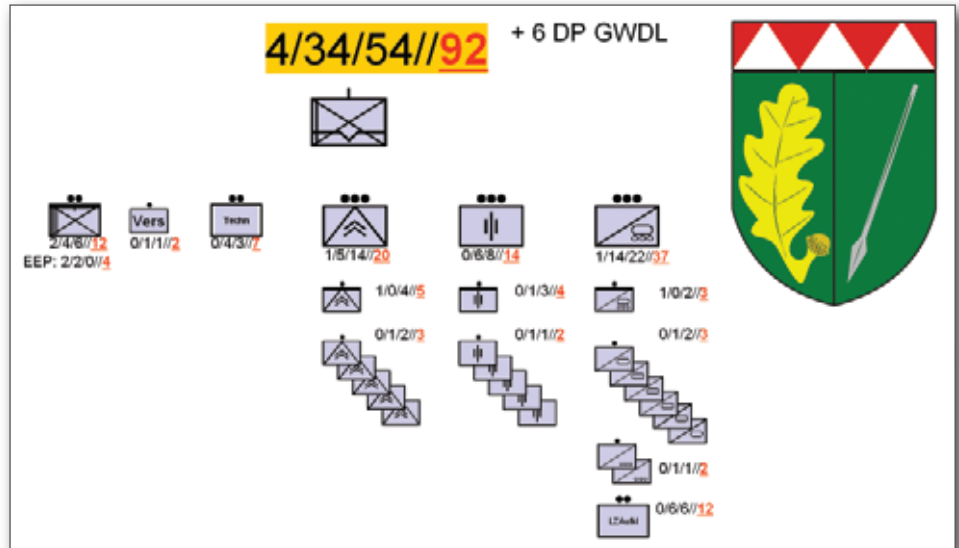 4/34/54//92 + 6 DP GWDL
Vers
Techn
2/4/6//12 0/1/1//2 0/4/3//7 1/5/14//20 0/6/8//14 1/14/22//37
EEP: 2/2/0//4
1/0/4//5 0/1/3//4 1/0/2//3
0/1/2//3 0/1/1//2 0/1/2//3
0/1/1//2
0/6/6//12